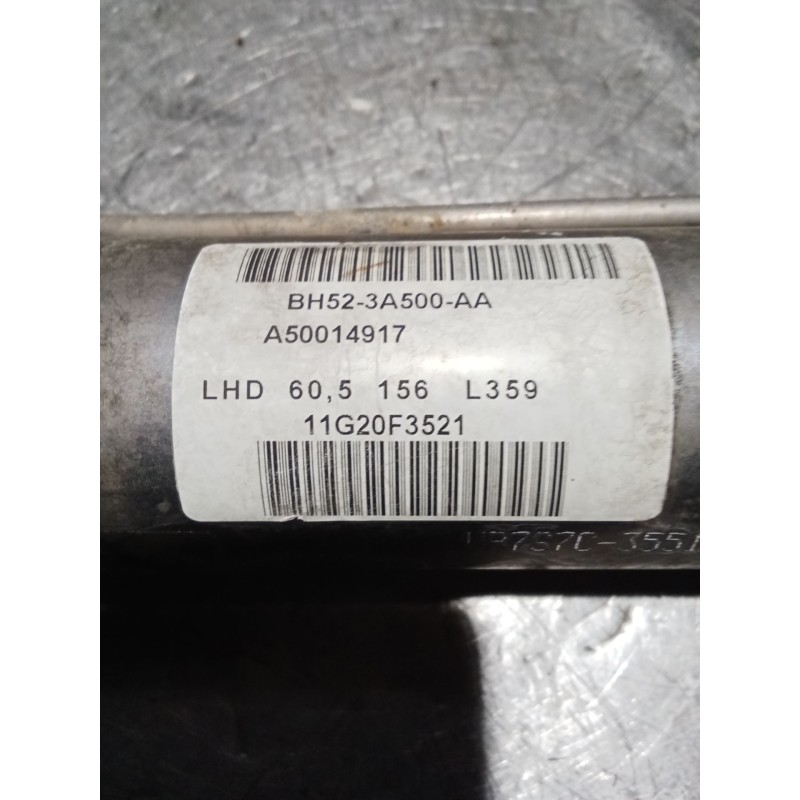 BH52-3A500-AA
A50014917
LHD 60,5 156 L359
11G20F3521